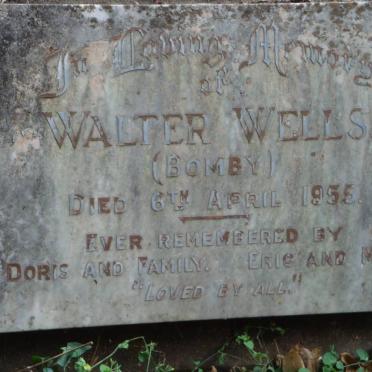 In Loving Memory
of
WALTER WELLS
(BOMBY)
DIED 6TH APRIL 1955.
EVER REMEMBERED BY
DORIS AND FAMILY. ERIC AND
"LOVED BY ALL."